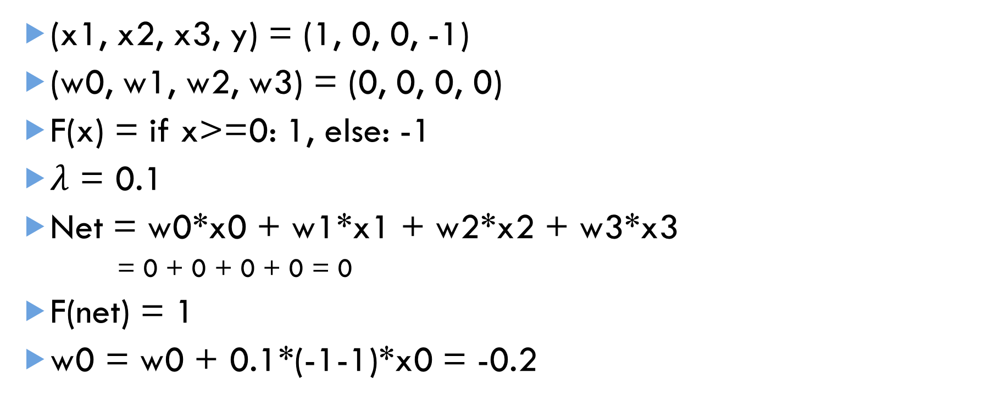 (x1, x2, x3, y) = (1, 0, 0, -1)
(w0, w1, w2, w3) = (0, 0, 0, 0)
F(x) = if x>=0: 1, else: -1
λ = 0.1
Net = w0*x0 + w1*x1 + w2*x2 + w3*x3
= 0 + 0 + 0 + 0 = 0
F(net) = 1
w0 = w0 + 0.1*(-1-1)*x0 = -0.2